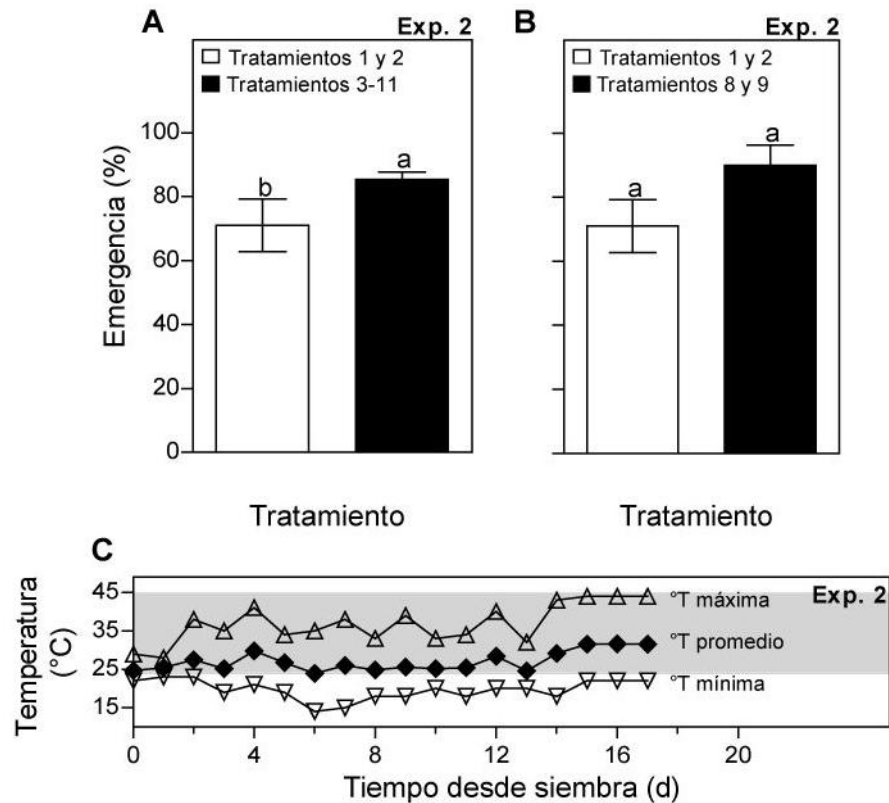 A
Exp. 2
Tratamientos 1 y 2
Tratamientos 3-11
Emergencia (%)
100
80
60
40
20
0
b
a
Tratamiento
B
Exp. 2
Tratamientos 1 y 2
Tratamientos 8 y 9
a
a
Tratamiento
C
Exp. 2
Temperatura
(°C)
45
35
25
15
°T máxima
°T promedio
°T mínima
0
4
8
12
16
20
Tiempo desde siembra (d)